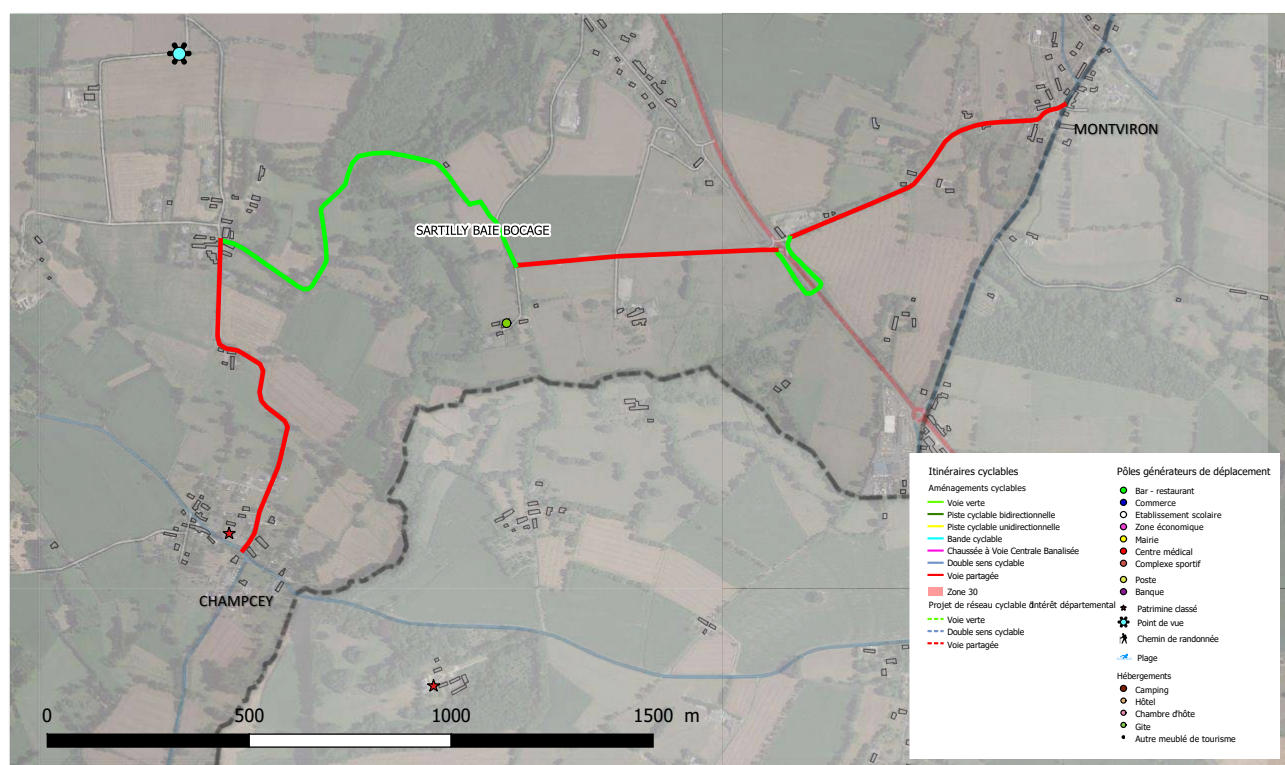 MONTVIRON
SARTILLY BAIE BOCAGE
CHAMPCEY
0 500 1000 1500 m
Itinéraires cyclables
Aménagements cyclables
Voie verte
Piste cyclable bidirectionnelle
Piste cyclable unidirectionnelle
Bande cyclable
Chaussée à Voie Centrale Banalisée
Double sens cyclable
Voie partagée
Zone 30
Projet de réseau cyclable d'intérêt départemental
Voie verte
Double sens cyclable
Voie partagée
Pôles générateurs de déplacement
Bar - restaurant
Commerce
Etablissement scolaire
Zone économique
Mairie
Centre médical
Complexe sportif
Poste
Banque
Patrimine classé
Point de vue
Chemin de randonnée
Plage
Hébergements
Camping
Hôtel
Chambre d'hôte
Gite
Autre meublé de tourisme